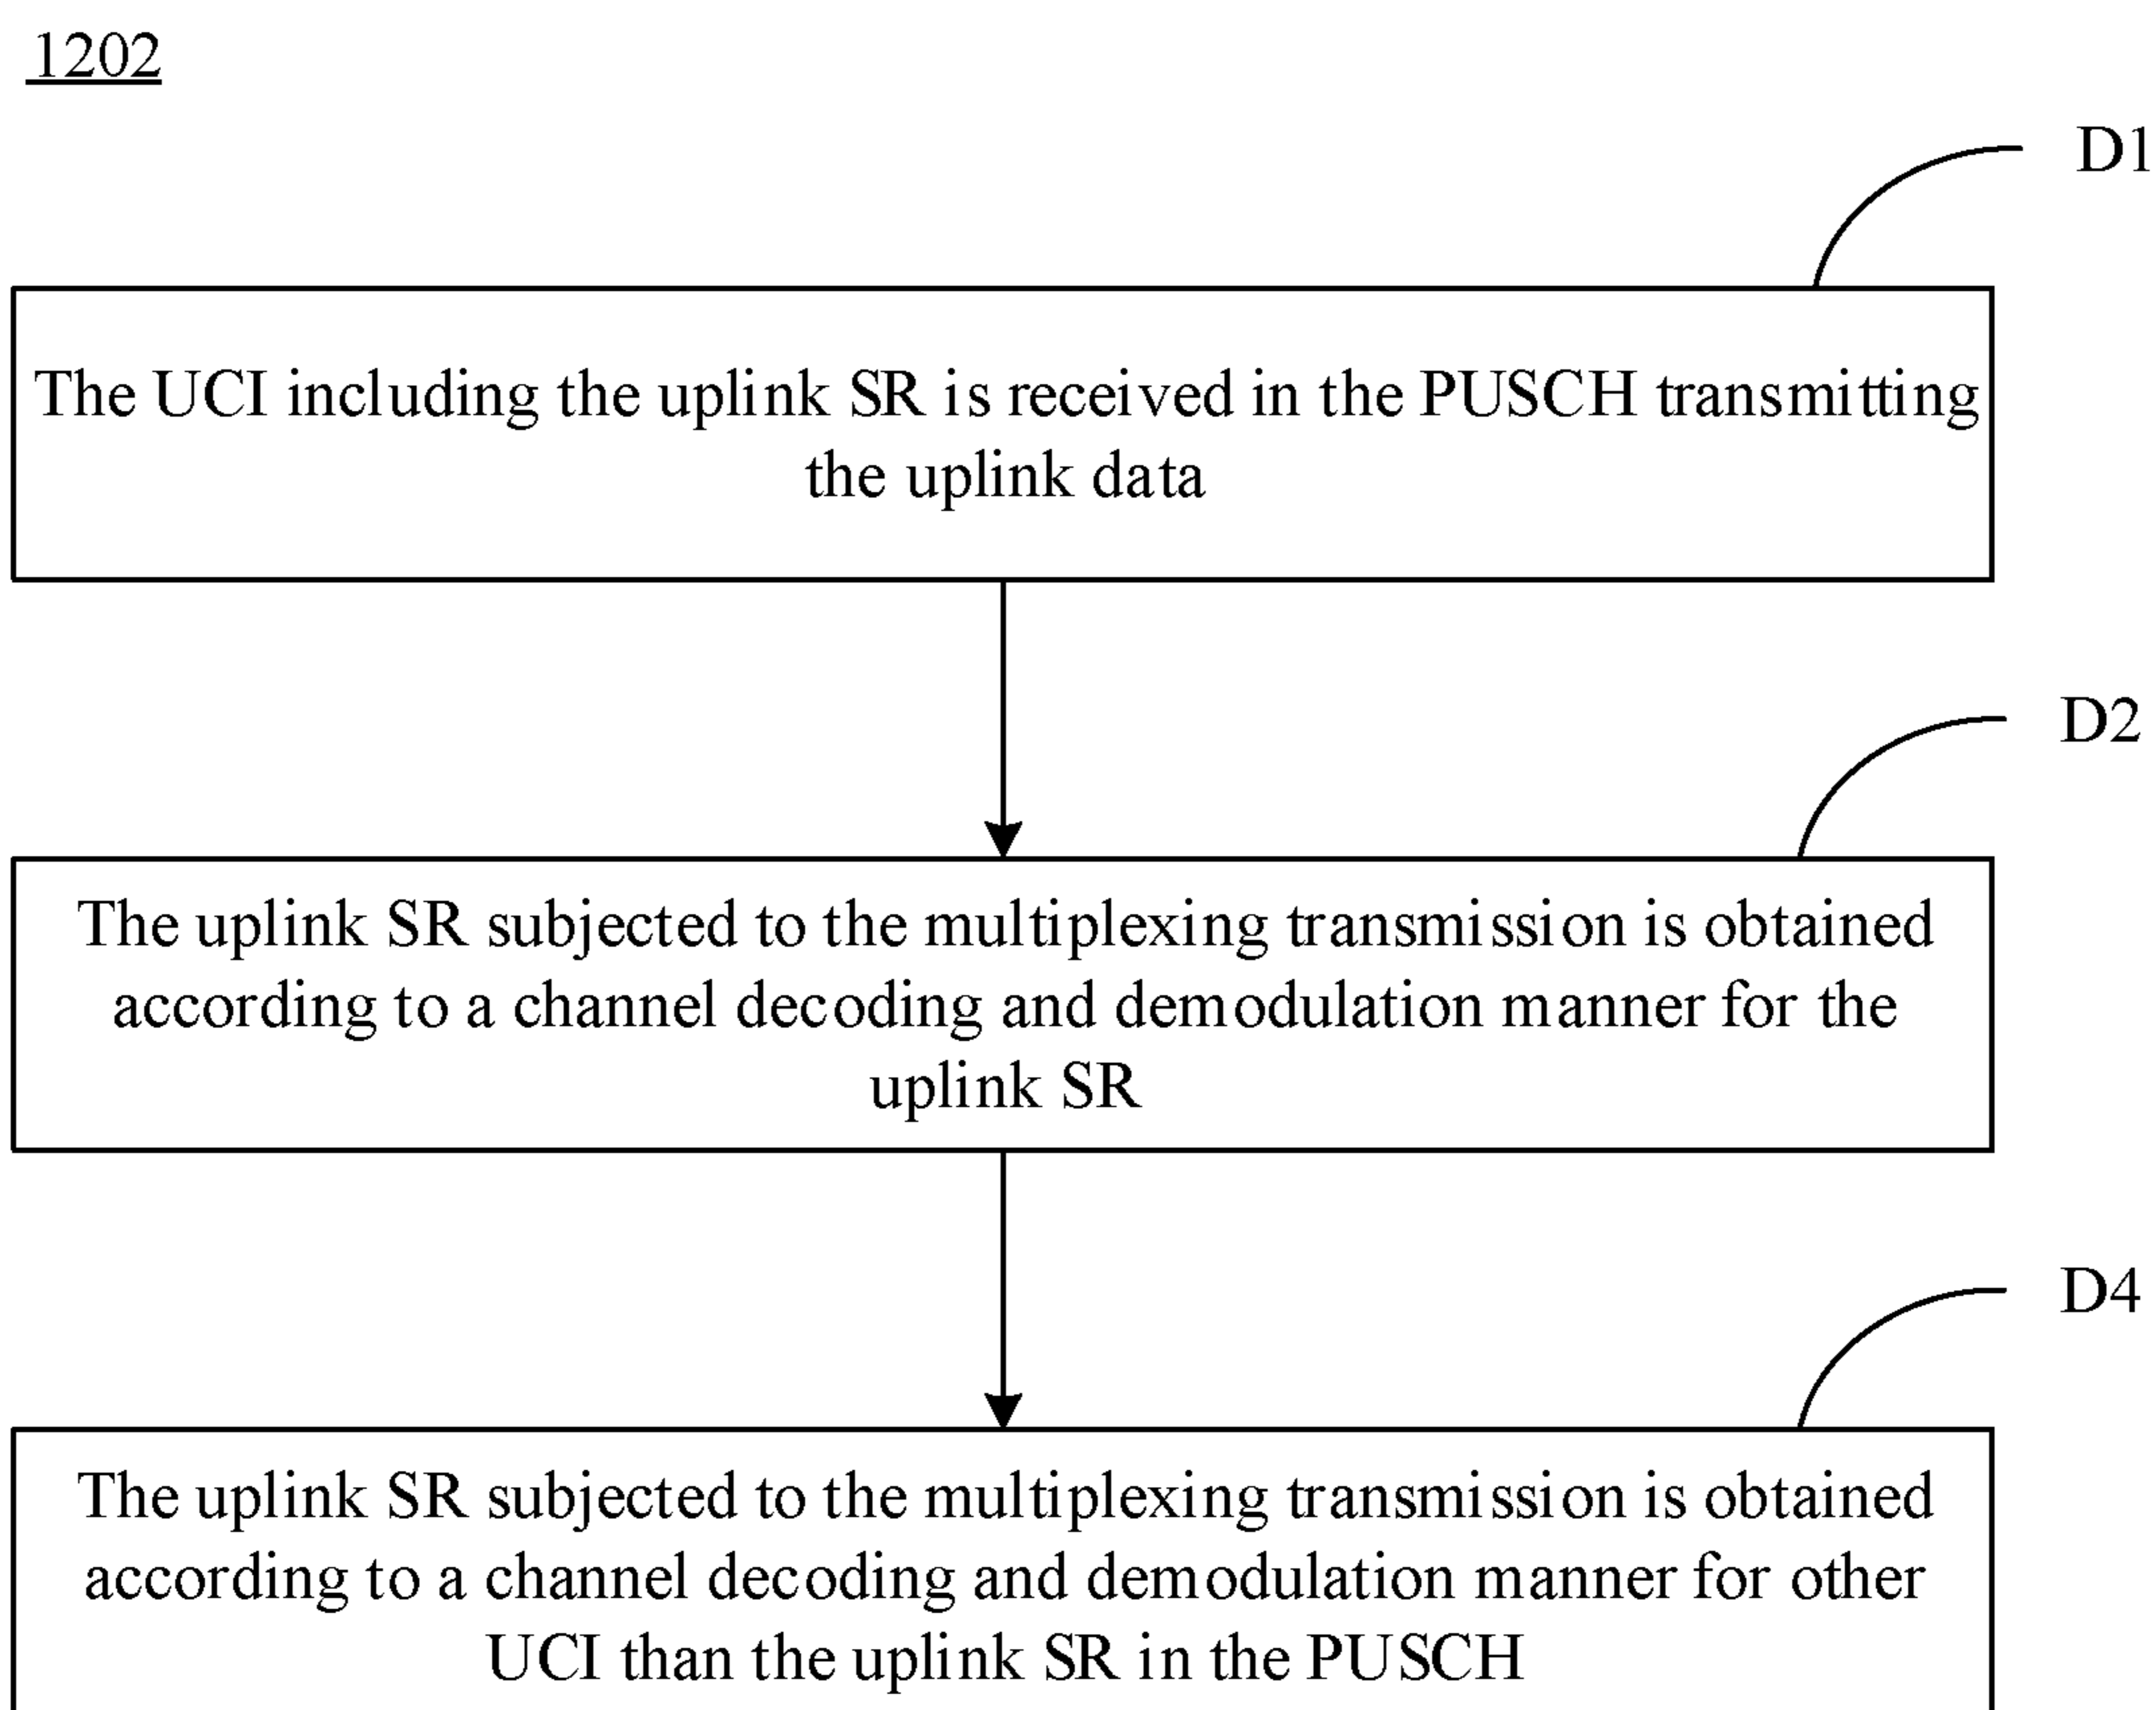 1202
D1
The UCI including the uplink SR is received in the PUSCH transmitting
the uplink data
D2
The uplink SR subjected to the multiplexing transmission is obtained
according to a channel decoding and demodulation manner for the
uplink SR
D4
The uplink SR subjected to the multiplexing transmission is obtained
according to a channel decoding and demodulation manner for other
UCI than the uplink SR in the PUSCH